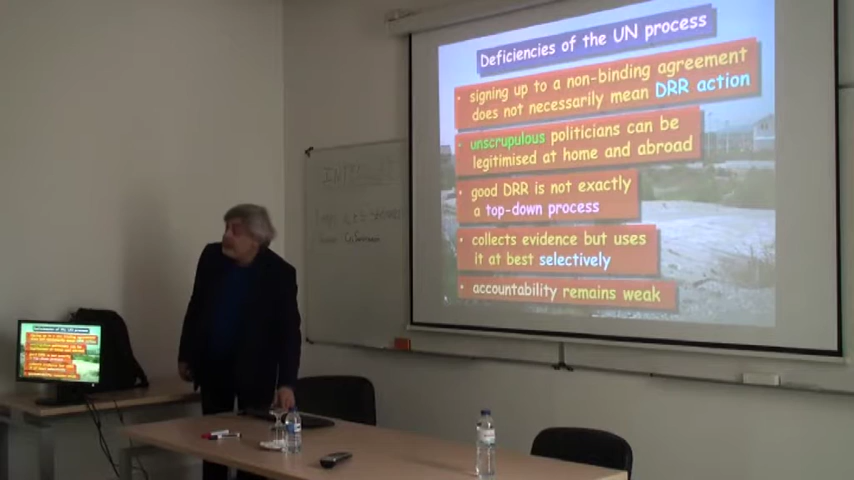 Deficiencies of the UN process
• signing up to a non-binding agreement
does not necessarily mean DRR action
• unscrupulous politicians can be
legitimised at home and abroad
• good DRR is not exactly
a top-down process
• collects evidence but uses
it at best selectively
• accountability remains weak